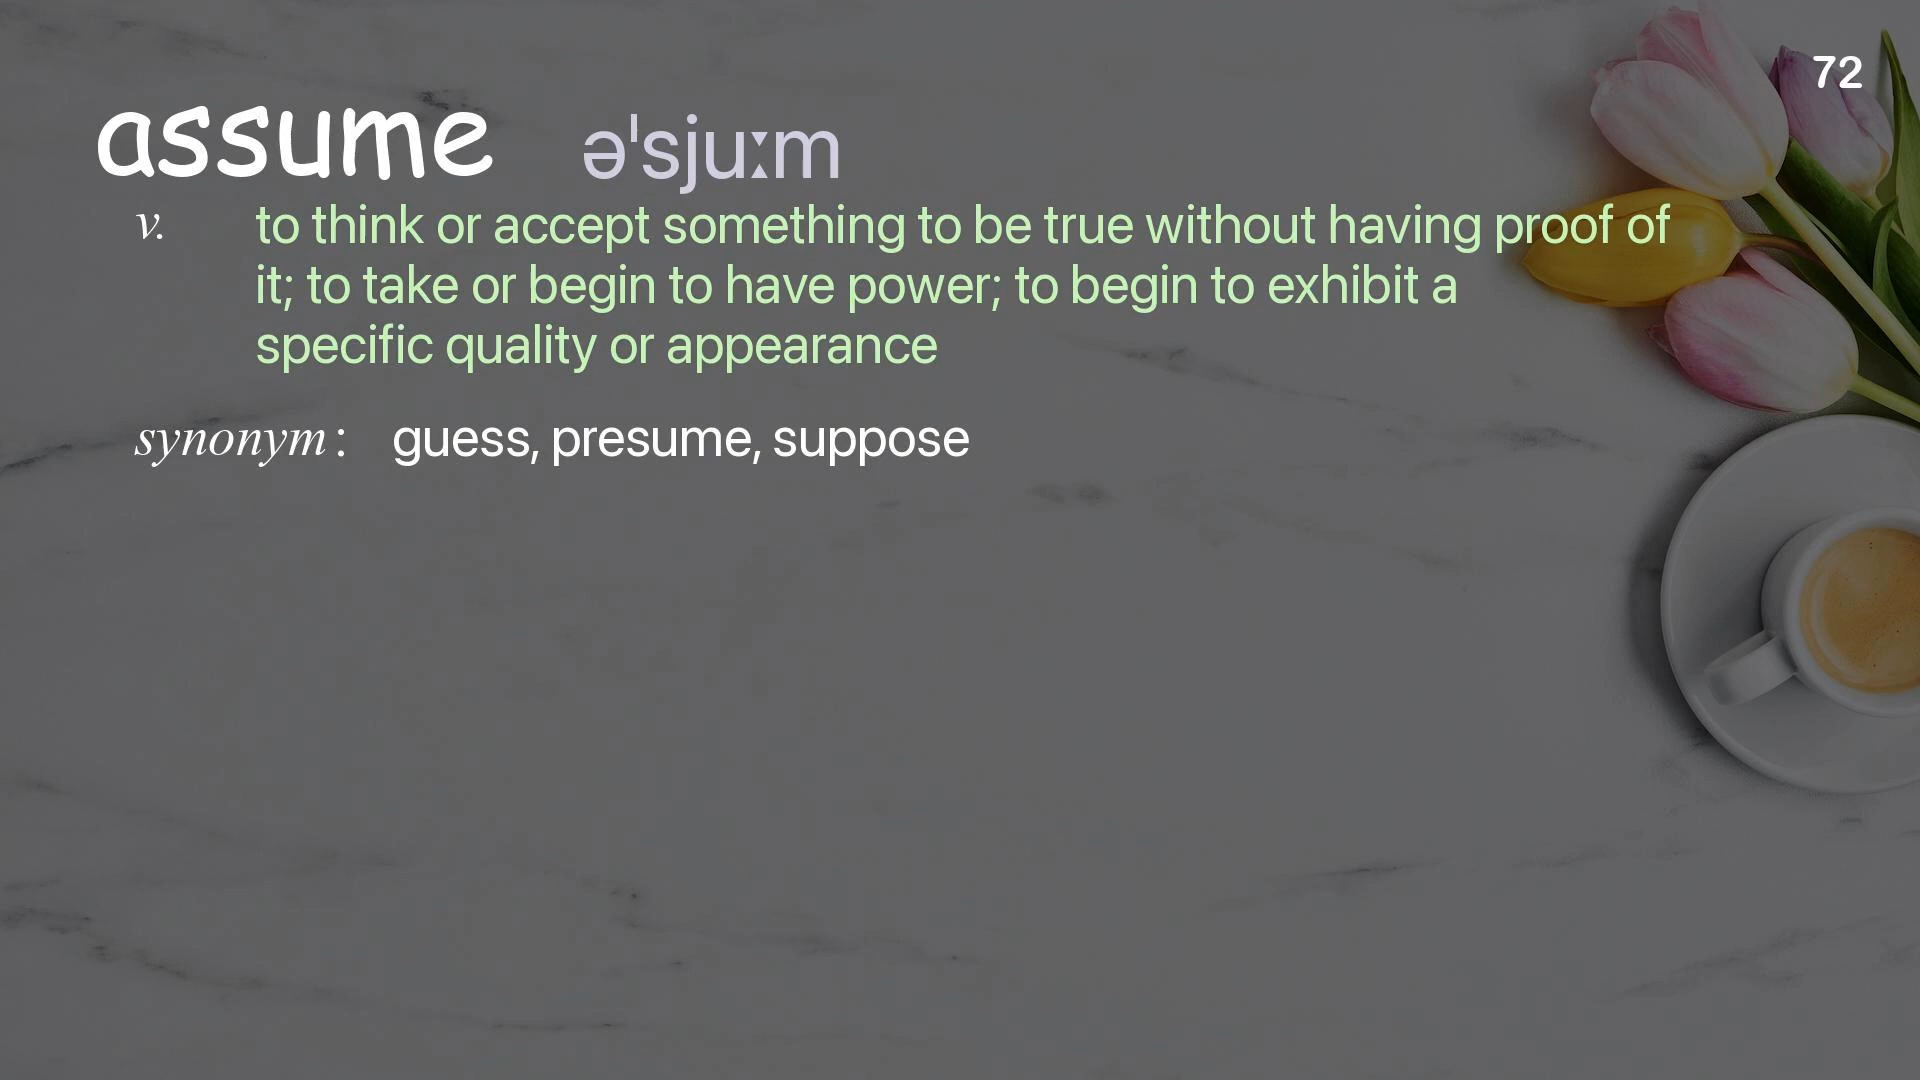 72
assume əˈsjuːm
v. to think or accept something to be true without having proof of
it; to take or begin to have power; to begin to exhibit a
specific quality or appearance
synonym : guess, presume, suppose